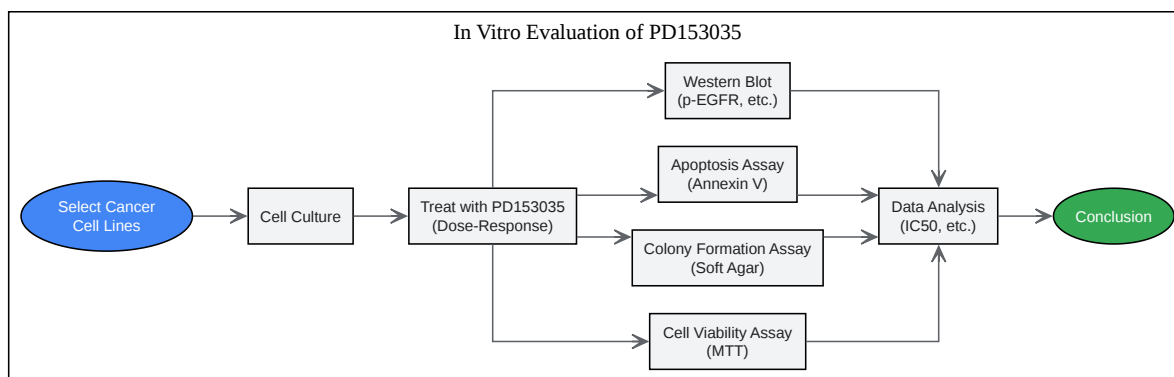 In Vitro Evaluation of PD153035
Select Cancer
Cell Lines
Cell Culture
Treat with PD153035
(Dose-Response)
Western Blot
(p-EGFR, etc.)
Apoptosis Assay
(Annexin V)
Colony Formation Assay
(Soft Agar)
Cell Viability Assay
(MTT)
Data Analysis
(IC50, etc.)
Conclusion